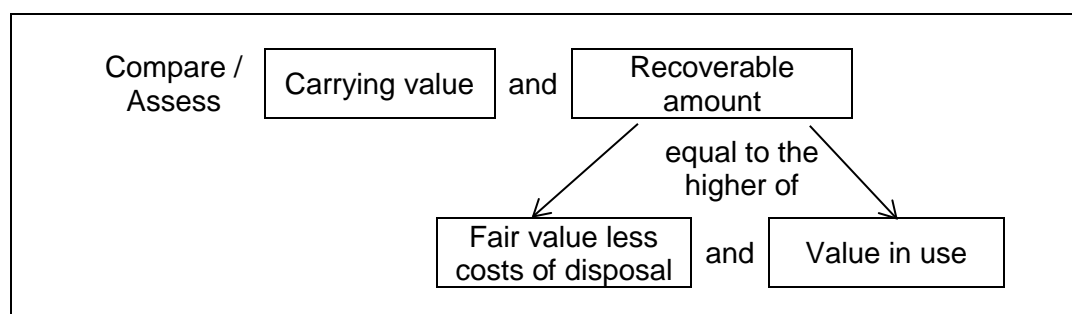 Compare /
Assess
Carrying value
and
Recoverable
amount
equal to the
higher of
Fair value less
costs of disposal
and
Value in use